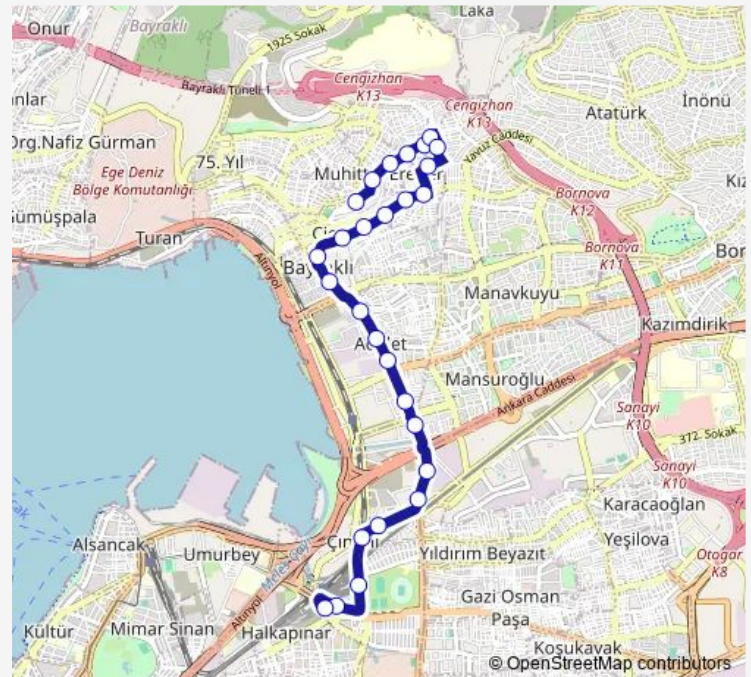 Laka
Onur
Bayraklı
1925 Sokak
Cengizhan
K13
Bayraklı Tüneli 1
Cengizhan
K13
Atatürk
İnönü
Org.Nafiz Gürman
75. Yıl
Yavuz Caddesi
Ege Deniz
Bölge Komutanlığı
Bornova
K12
Gümüşpala
Turan
Altınyol
Bornova
K11
Manavkuyu
Kazımdirik
Mansuroğlu
Ankara Caddesi
Sanayi
K10
372. Sokak
Sanayi
K10
Karacaoğlan
Alsancak
Umurbey
Yıldırım Beyazıt
Yeşilova
Otogar
K8
Altınyol
Gazi Osman
Paşa
Kültür
Mimar Sinan
Halkapınar
Koşukavak
© OpenStreetMap contributors